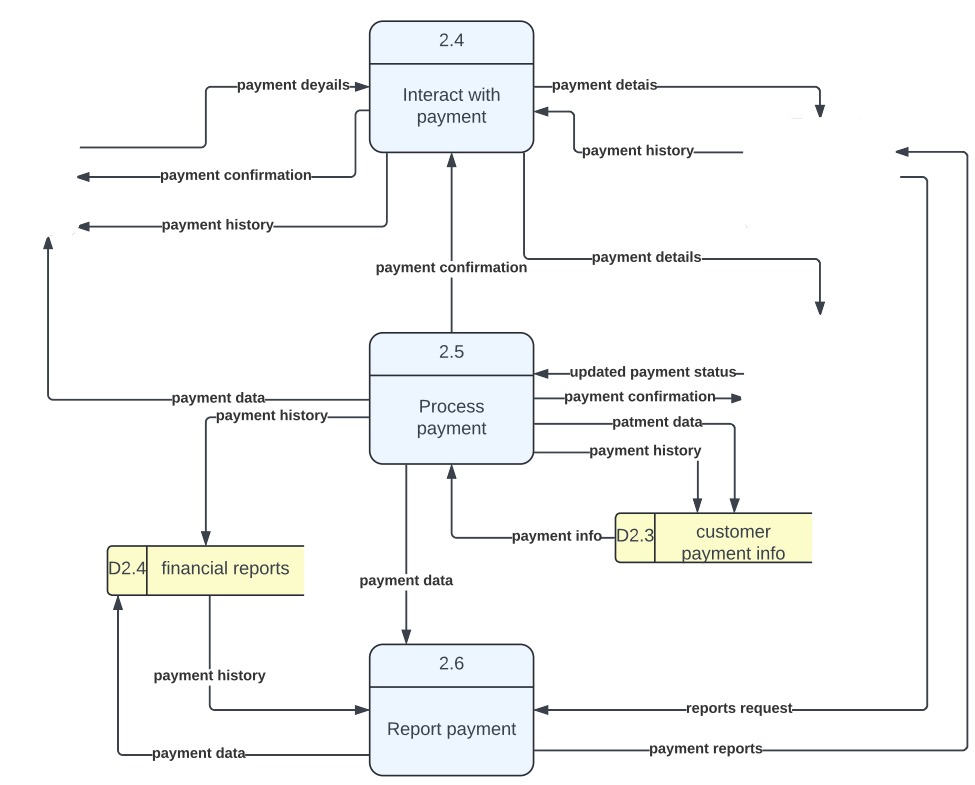 2.4
payment deyails
payment detais
Interact with
payment
payment history
payment confirmation
payment history
payment details
payment confirmation
2.5
updated payment status
payment data
payment confirmation
Process
payment
payment history
patment data
payment history
D2.3
customer
payment info
payment info
D2.4
financial reports
payment data
2.6
payment history
reports request
Report payment
payment data
payment reports